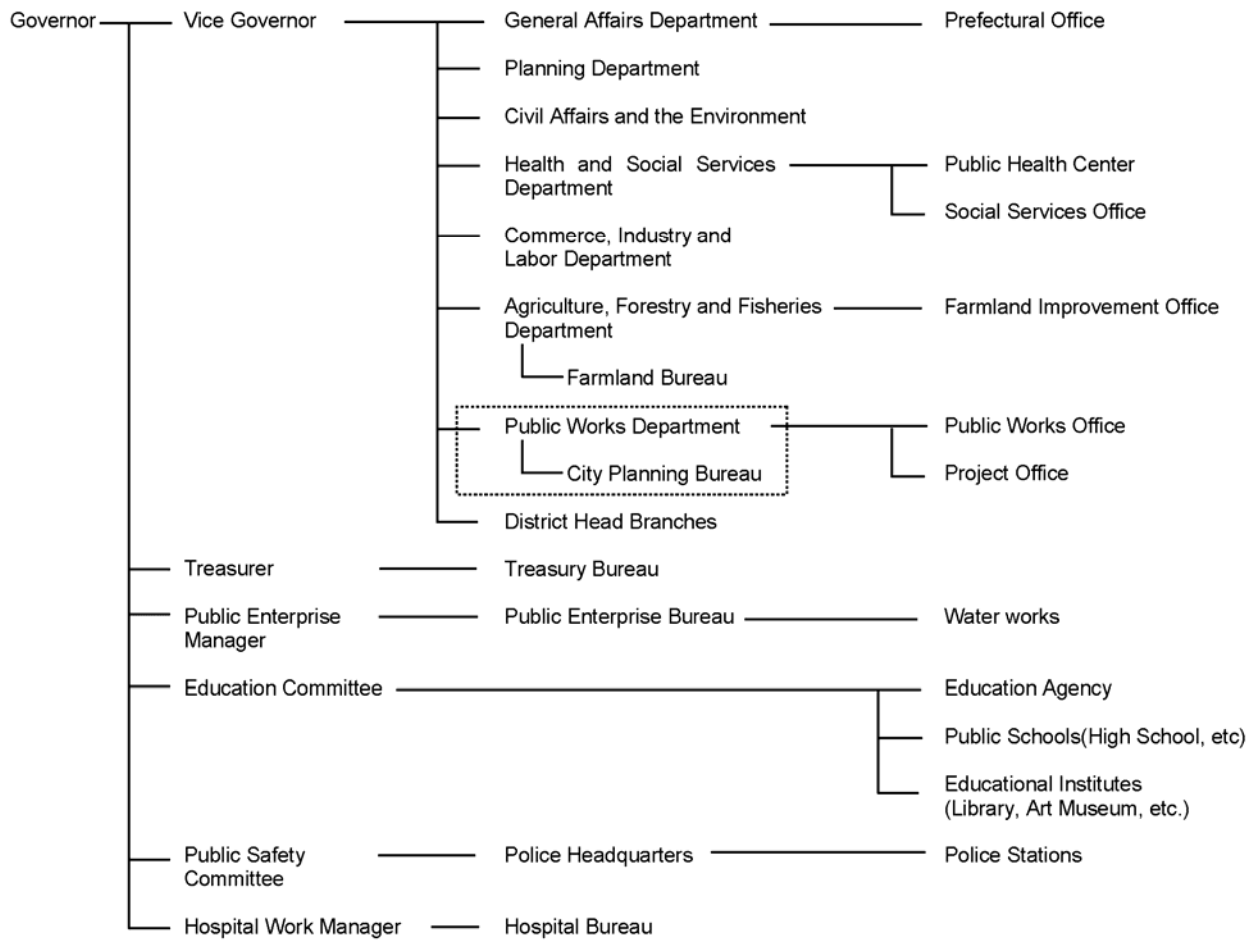 Governor
Vice Governor
General Affairs Department
Prefectural Office
Planning Department
Civil Affairs and the Environment
Health and Social Services
Department
Public Health Center
Social Services Office
Commerce, Industry and
Labor Department
Agriculture, Forestry and Fisheries
Department
Farmland Improvement Office
Farmland Bureau
Public Works Department
Public Works Office
City Planning Bureau
Project Office
District Head Branches
Treasurer
Treasury Bureau
Public Enterprise
Manager
Public Enterprise Bureau
Water works
Education Committee
Education Agency
Public Schools(High School, etc)
Educational Institutes
(Library, Art Museum, etc.)
Public Safety
Committee
Police Headquarters
Police Stations
Hospital Work Manager
Hospital Bureau